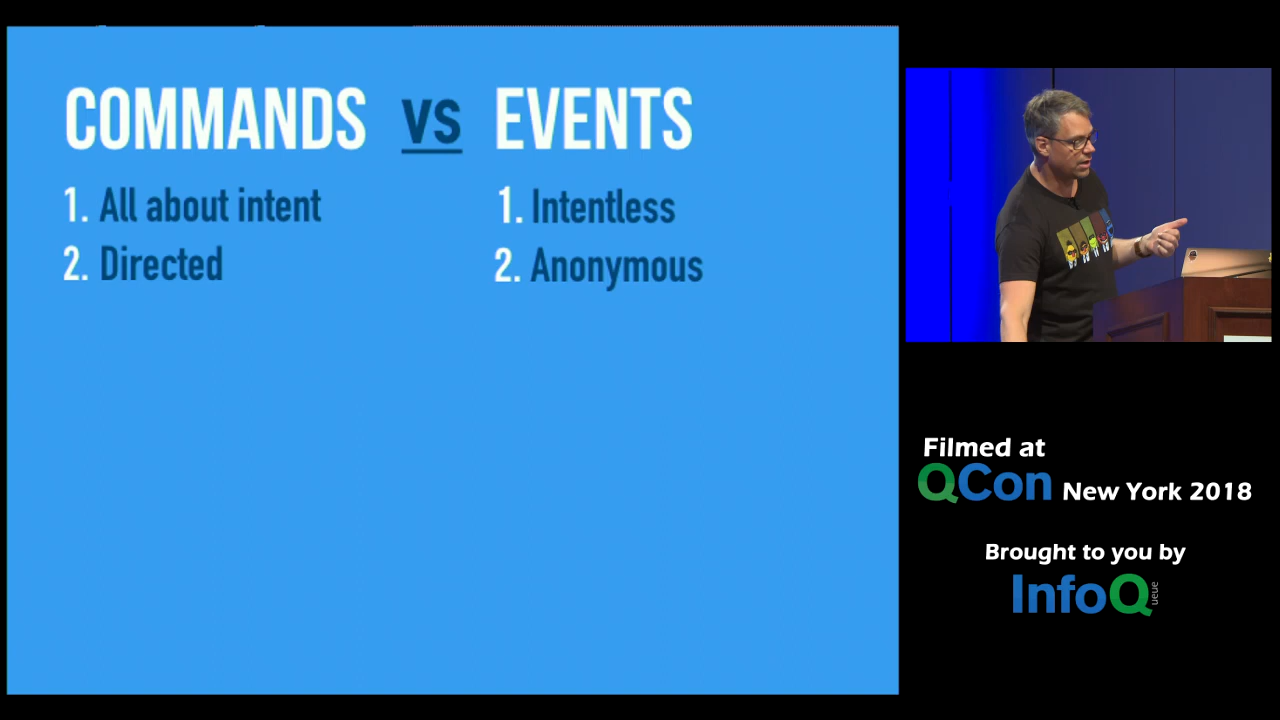 COMMANDS vs EVENTS
1. All about intent
2. Directed
1. Intentless
2. Anonymous
Filmed at
QCon New York 2018
Brought to you by
InfoQ
ueue